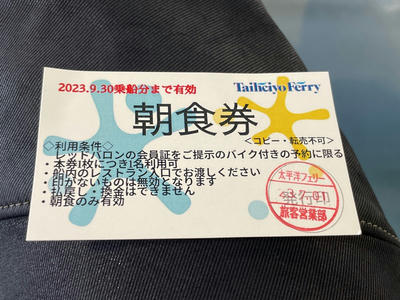 2023.9.30乗船分まで有効
Taiheiyo Ferry
朝食券
＜コピー・転売不可＞
◇利用条件◇
レッドバロンの会員証をご提示のバイク付きの予約に限る
・本券1枚につき1名利用可
・船内のレストラン入口でお渡しください
・印がないものは無効となります
・払戻し・換金はできません
・朝食のみ有効
太平洋フェリー
発行印
旅客営業部